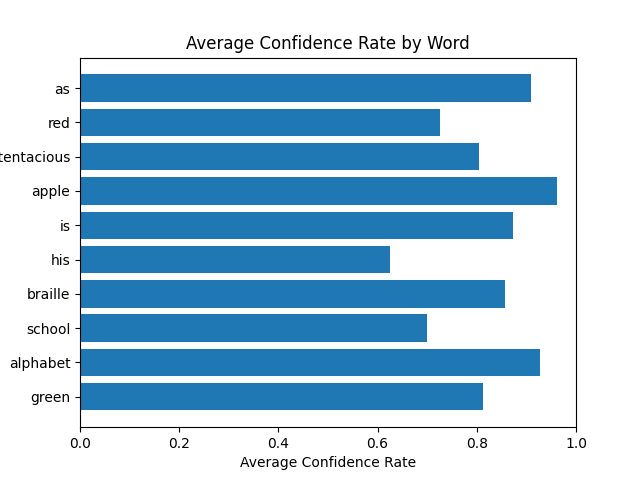 Average Confidence Rate by Word
as
red
tentacious
apple
is
his
braille
school
alphabet
green
0.0 0.2 0.4 0.6 0.8 1.0
Average Confidence Rate